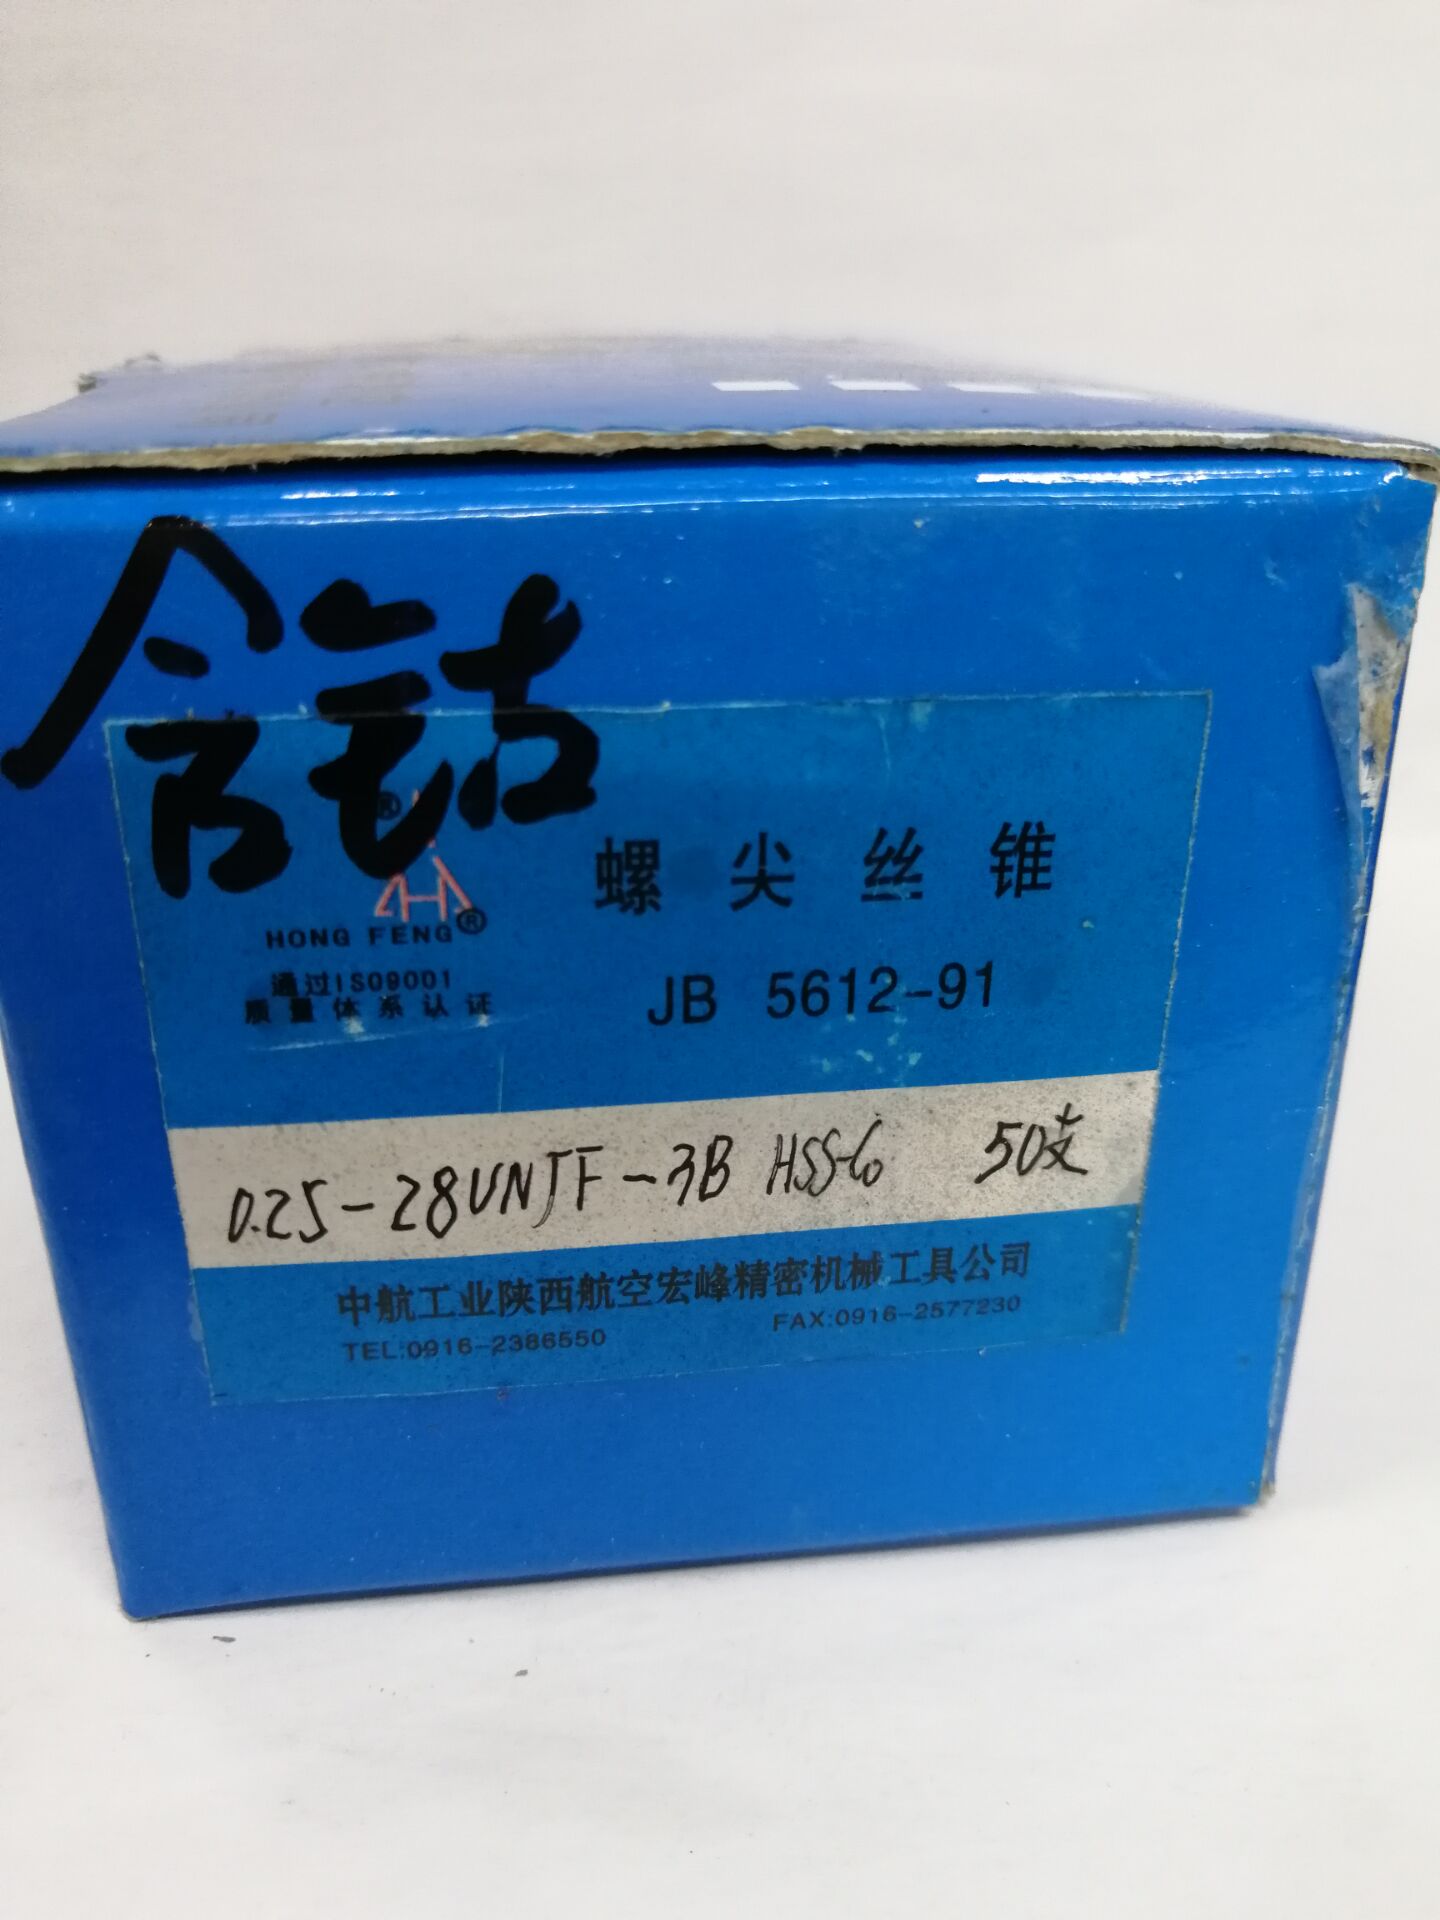 含钴
®
HONG FENG®
通过ISO9001
质量体系认证
螺尖丝锥
JB 5612-91
0.25-28UNJF-3B HSS-Co 50支
中航工业陕西航空宏峰精密机械工具公司
TEL:0916-2386550 FAX:0916-2577230